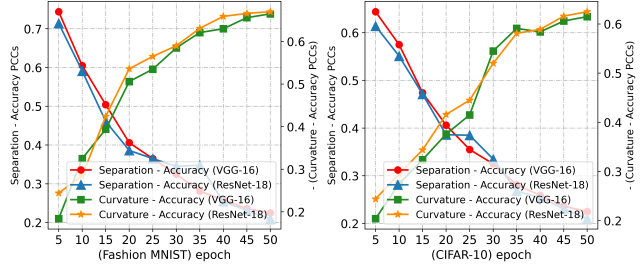 Separation - Accuracy PCCs
0.7
0.6
0.5
0.4
0.3
0.2
Separation - Accuracy (VGG-16)
Separation - Accuracy (ResNet-18)
Curvature - Accuracy (VGG-16)
Curvature - Accuracy (ResNet-18)
5 10 15 20 25 30 35 40 45 50
(Fashion MNIST) epoch
0.6
0.5
0.4
0.3
0.2
- (Curvature - Accuracy PCCs)
Separation - Accuracy PCCs
0.6
0.5
0.4
0.3
0.2
Separation - Accuracy (VGG-16)
Separation - Accuracy (ResNet-18)
Curvature - Accuracy (VGG-16)
Curvature - Accuracy (ResNet-18)
5 10 15 20 25 30 35 40 45 50
(CIFAR-10) epoch
0.6
0.5
0.4
0.3
0.2
- (Curvature - Accuracy PCCs)